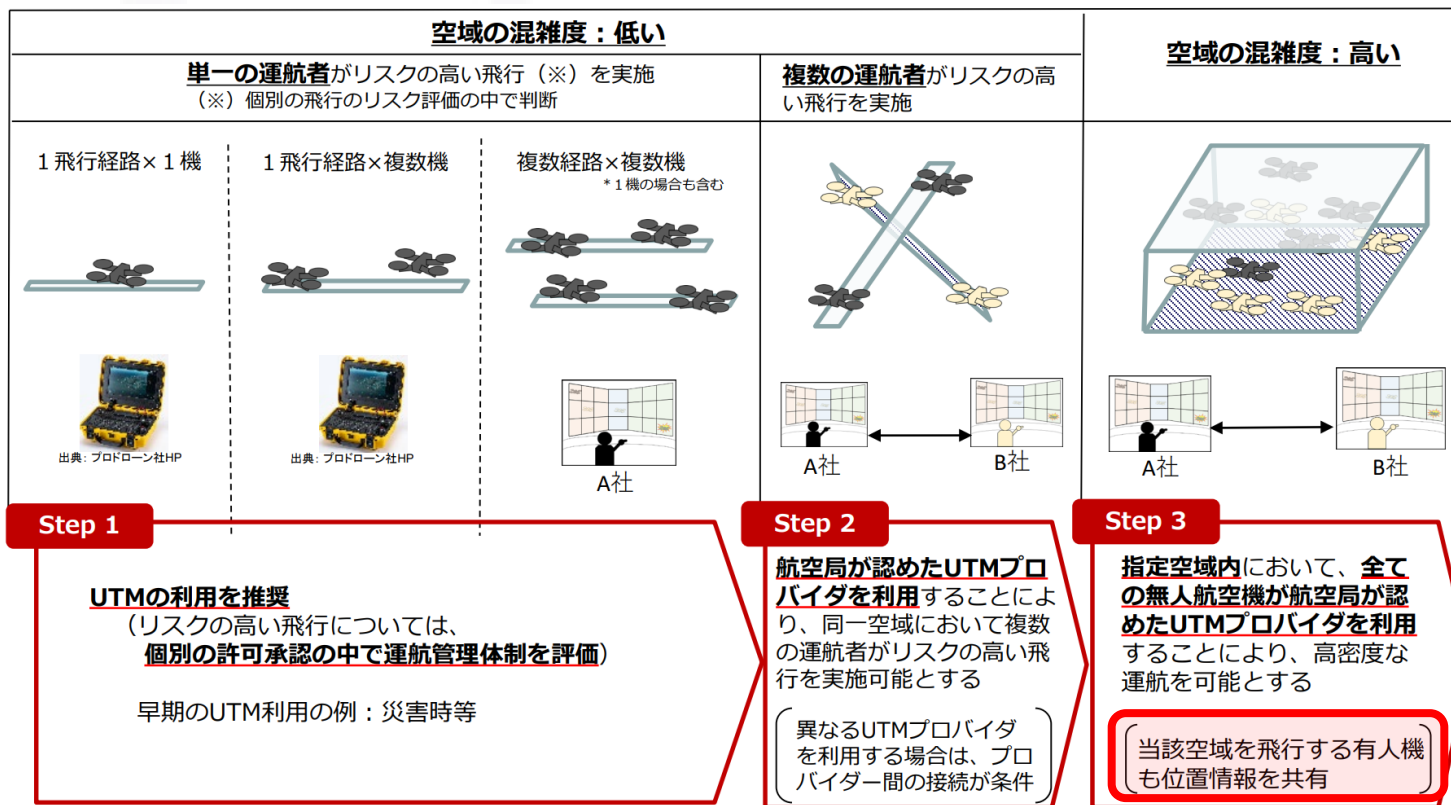 空域の混雑度：低い
空域の混雑度：高い
単一の運航者がリスクの高い飛行（※）を実施
（※）個別の飛行のリスク評価の中で判断
複数の運航者がリスクの高
い飛行を実施
１飛行経路×１機
１飛行経路×複数機
複数経路×複数機
*１機の場合も含む
出典：プロドローン社HP
出典：プロドローン社HP
A社
A社
B社
A社
B社
Step 1
UTMの利用を推奨
（リスクの高い飛行については、
個別の許可承認の中で運航管理体制を評価）
早期のUTM利用の例：災害時等
Step 2
航空局が認めたUTMプロ
バイダを利用することによ
り、同一空域において複数
の運航者がリスクの高い飛
行を実施可能とする
異なるUTMプロバイダ
を利用する場合は、プロ
バイダー間の接続が条件
Step 3
指定空域内において、全て
の無人航空機が航空局が認
めたUTMプロバイダを利用
することにより、高密度な
運航を可能とする
当該空域を飛行する有人機
も位置情報を共有